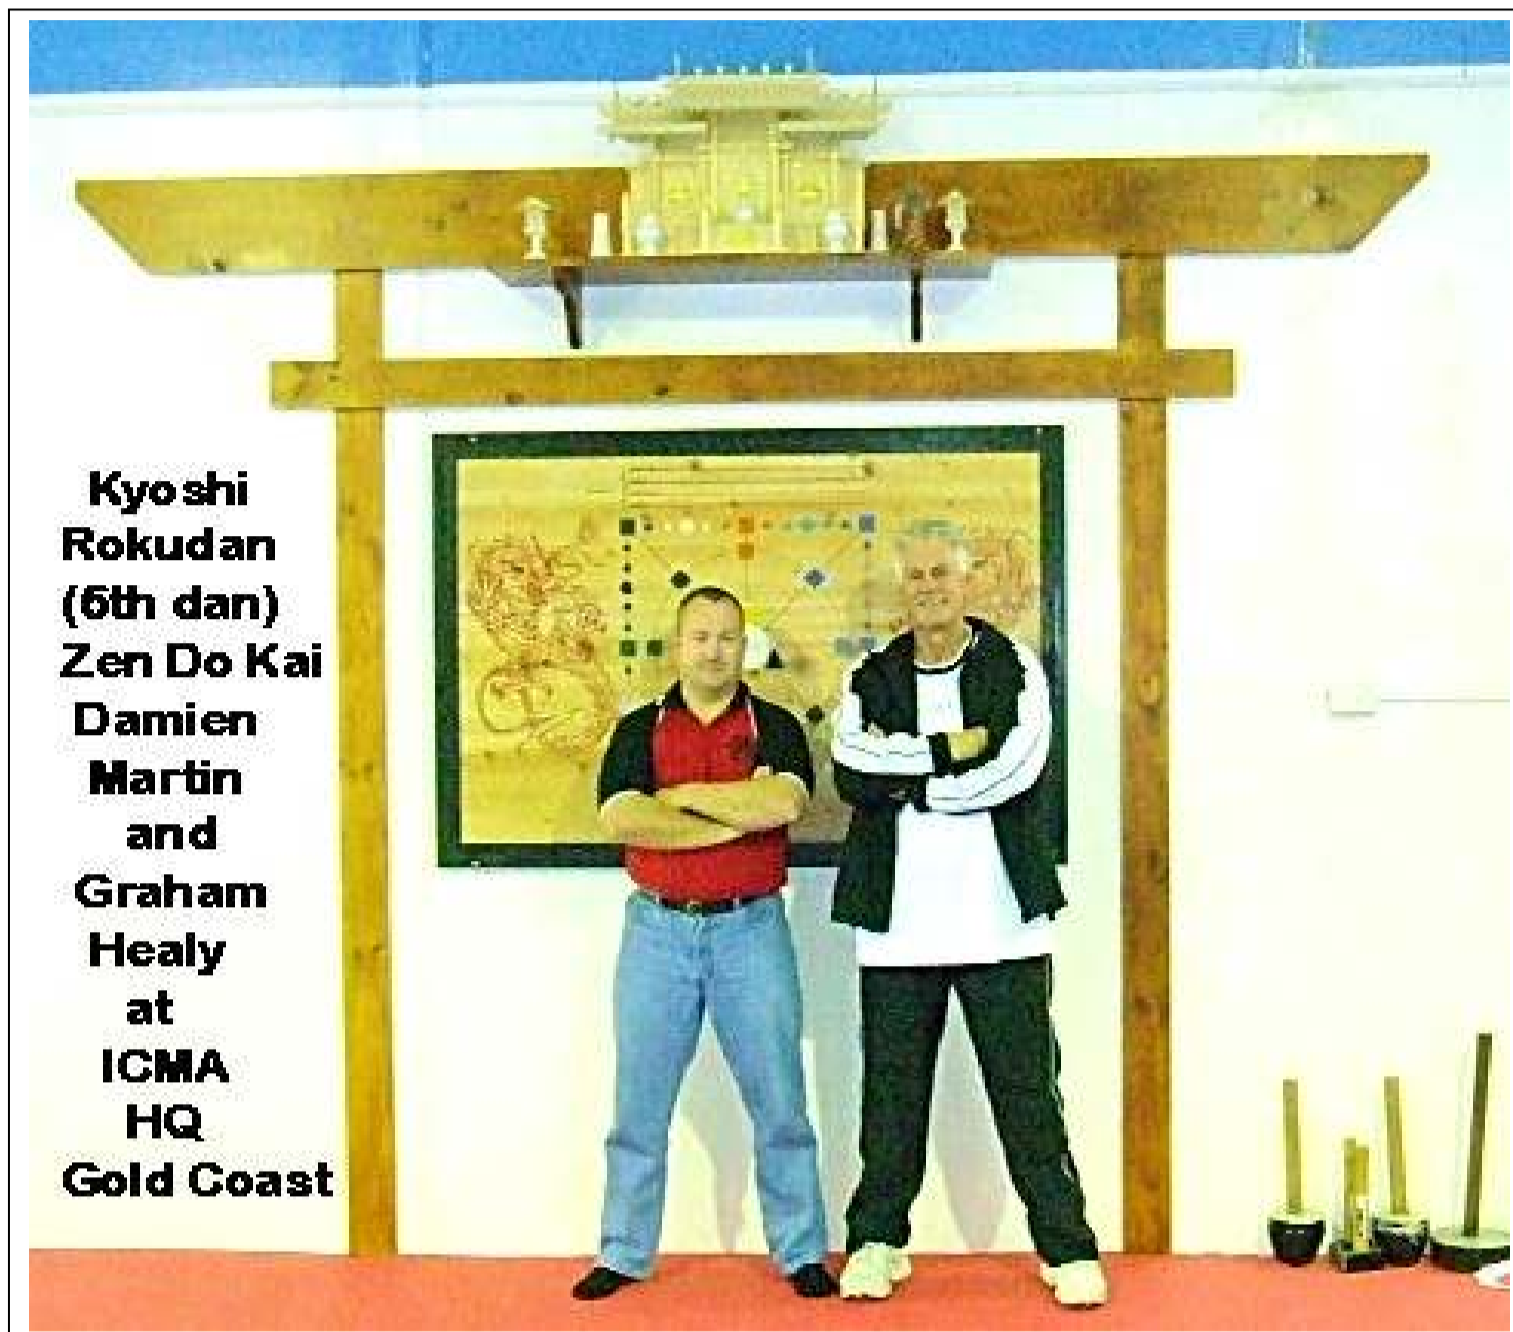 Kyoshi
Rokudan
(6th dan)
Zen Do Kai
Damien
Martin
and
Graham
Healy
at
ICMA
HQ
Gold Coast